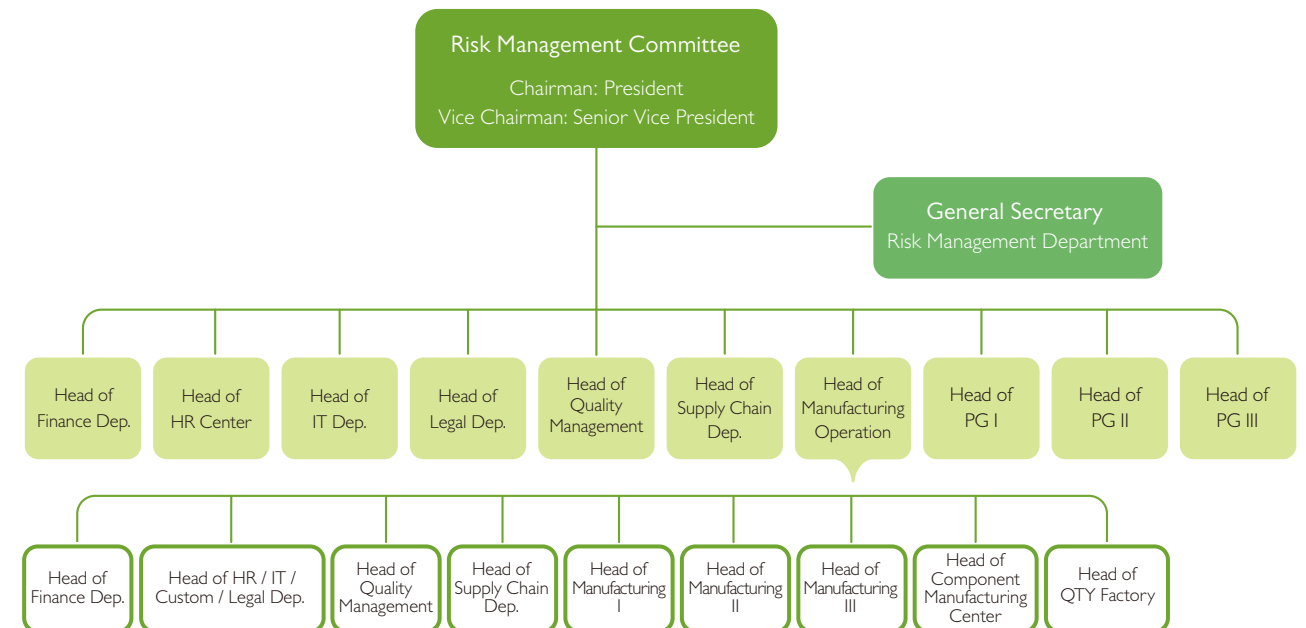 Risk Management Committee
Chairman: President
Vice Chairman: Senior Vice President
General Secretary
Risk Management Department
Head of
Finance Dep.
Head of
HR Center
Head of
IT Dep.
Head of
Legal Dep.
Head of
Quality
Management
Head of
Supply Chain
Dep.
Head of
Manufacturing
Operation
Head of
PG I
Head of
PG II
Head of
PG III
Head of
Finance Dep.
Head of HR / IT /
Custom / Legal Dep.
Head of
Quality
Management
Head of
Supply Chain
Dep.
Head of
Manufacturing
I
Head of
Manufacturing
II
Head of
Manufacturing
III
Head of
Component
Manufacturing
Center
Head of
QTY Factory